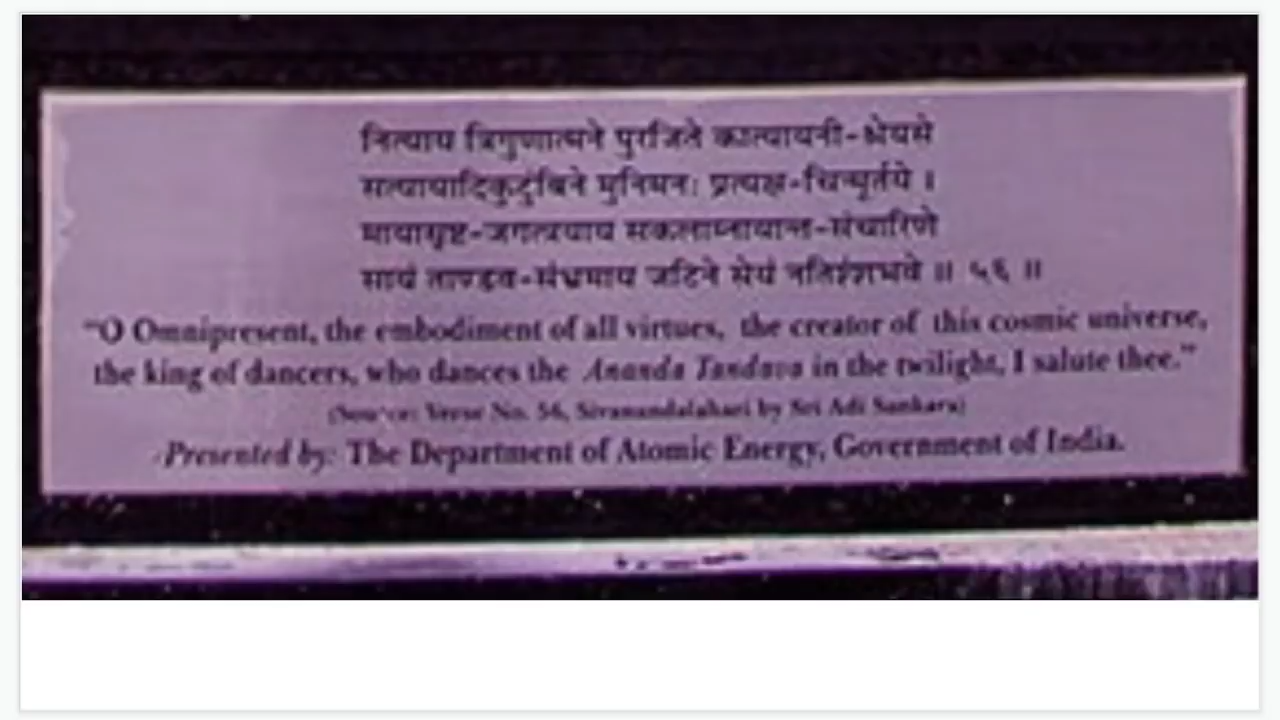 नित्याय त्रिगुणात्मने पुरजिते कात्यायनी-श्रेयसे
सत्यायादिकुटुंबिने मुनिमनः प्रत्यक्ष-चिन्मूर्तये ।
मायासृष्ट-जगत्त्रयाय सकलाम्नायान्त-संचारिणे
सायं ताण्डव-संभ्रमाय जटिने सेयं नतिश्शंभवे ॥ ५६ ॥
“O Omnipresent, the embodiment of all virtues, the creator of this cosmic universe,
the king of dancers, who dances the Ananda Tandava in the twilight, I salute thee.”
(Source: Verse No. 56, Sivanandalahari by Sri Adi Sankara)
Presented by: The Department of Atomic Energy, Government of India.